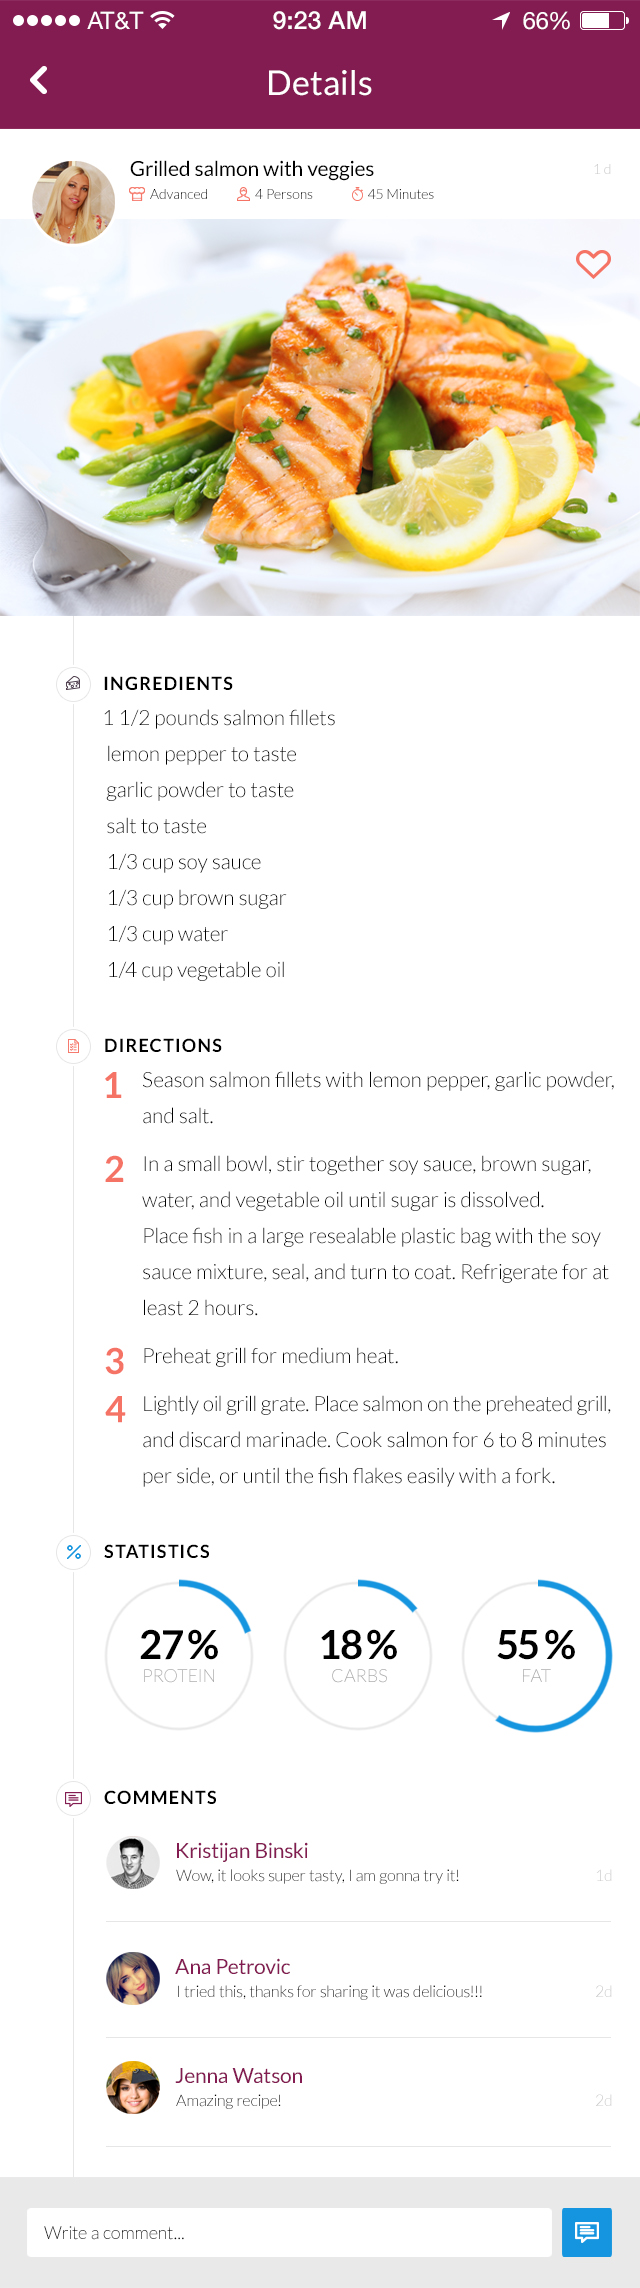 AT&T 9:23 AM 66%
Details
Grilled salmon with veggies 1 d
Advanced 4 Persons 45 Minutes
INGREDIENTS
1 1/2 pounds salmon fillets
lemon pepper to taste
garlic powder to taste
salt to taste
1/3 cup soy sauce
1/3 cup brown sugar
1/3 cup water
1/4 cup vegetable oil
DIRECTIONS
1 Season salmon fillets with lemon pepper, garlic powder,
and salt.
2 In a small bowl, stir together soy sauce, brown sugar,
water, and vegetable oil until sugar is dissolved.
Place fish in a large resealable plastic bag with the soy
sauce mixture, seal, and turn to coat. Refrigerate for at
least 2 hours.
3 Preheat grill for medium heat.
4 Lightly oil grill grate. Place salmon on the preheated grill,
and discard marinade. Cook salmon for 6 to 8 minutes
per side, or until the fish flakes easily with a fork.
STATISTICS
27% 18% 55%
PROTEIN CARBS FAT
COMMENTS
Kristijan Binski
Wow, it looks super tasty, I am gonna try it! 1d
Ana Petrovic
I tried this, thanks for sharing it was delicious!!! 2d
Jenna Watson
Amazing recipe! 2d
Write a comment...